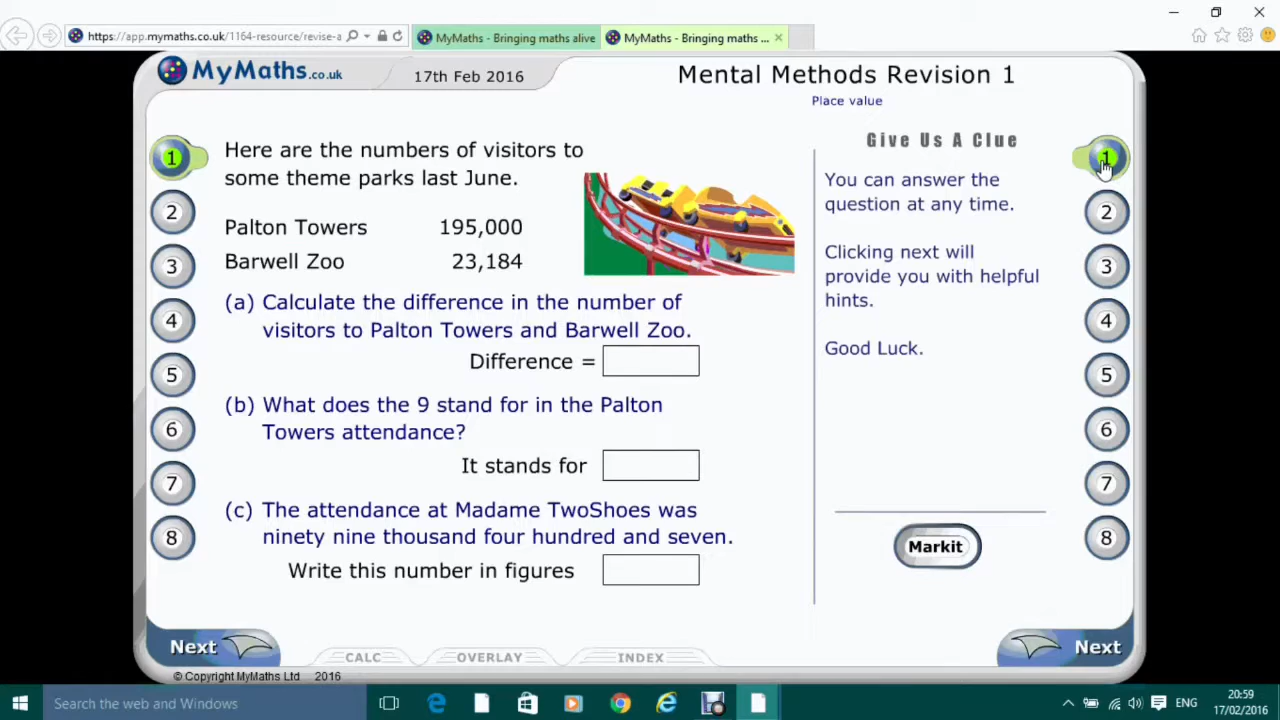 https://app.mymaths.co.uk/1164-resource/revise-a
MyMaths - Bringing maths alive
MyMaths - Bringing maths ...
MyMaths.co.uk
17th Feb 2016
Mental Methods Revision 1
Place value
Here are the numbers of visitors to
some theme parks last June.
Palton Towers 195,000
Barwell Zoo 23,184
(a) Calculate the difference in the number of
visitors to Palton Towers and Barwell Zoo.
Difference =
(b) What does the 9 stand for in the Palton
Towers attendance?
It stands for
(c) The attendance at Madame TwoShoes was
ninety nine thousand four hundred and seven.
Write this number in figures
1
2
3
4
5
6
7
8
Give Us A Clue
You can answer the
question at any time.
Clicking next will
provide you with helpful
hints.
Good Luck.
Markit
1
2
3
4
5
6
7
8
Next
CALC
OVERLAY
INDEX
Next
© Copyright MyMaths Ltd 2016
Search the web and Windows
ENG
20:59
17/02/2016